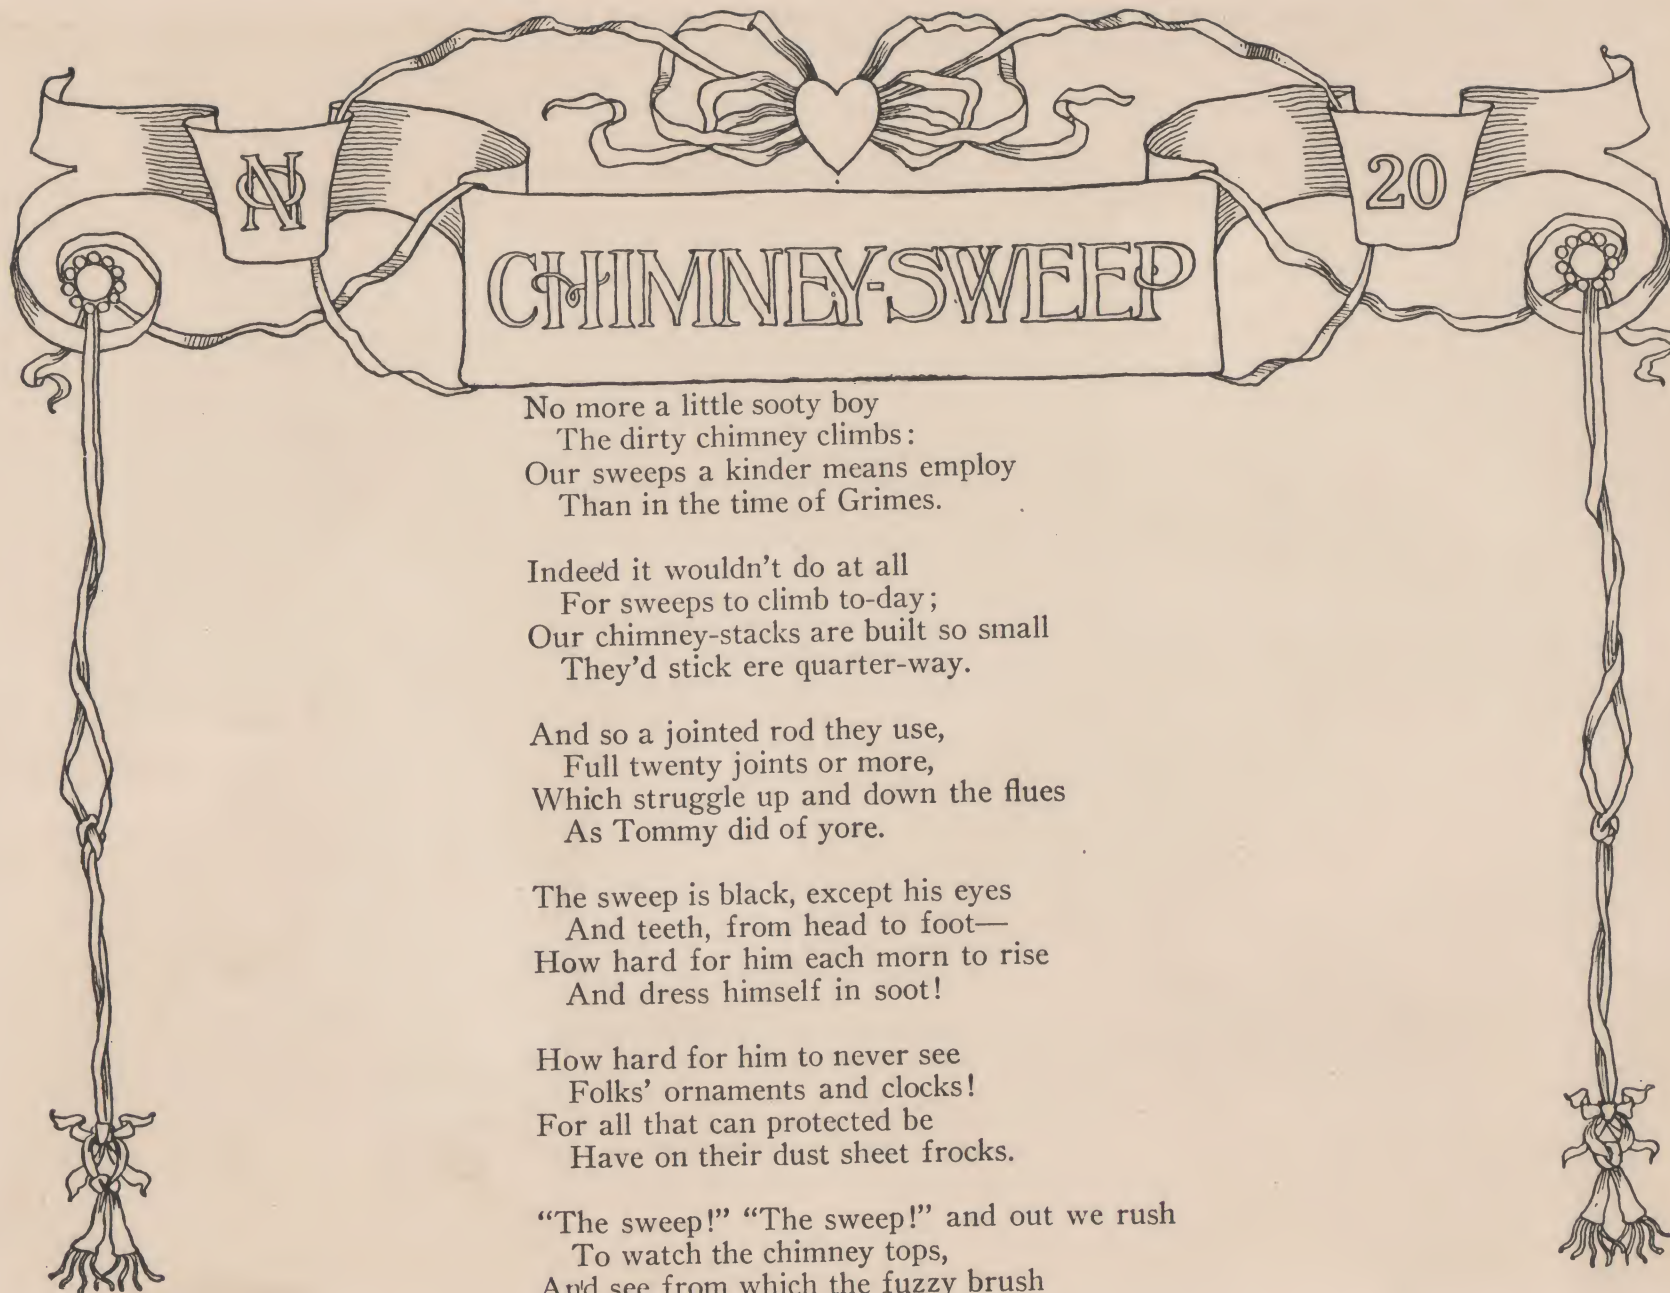 NO 20
CHIMNEY-SWEEP
No more a little sooty boy
The dirty chimney climbs:
Our sweeps a kinder means employ
Than in the time of Grimes.
Indeed it wouldn't do at all
For sweeps to climb to-day;
Our chimney-stacks are built so small
They'd stick ere quarter-way.
And so a jointed rod they use,
Full twenty joints or more,
Which struggle up and down the flues
As Tommy did of yore.
The sweep is black, except his eyes
And teeth, from head to foot—
How hard for him each morn to rise
And dress himself in soot!
How hard for him to never see
Folks' ornaments and clocks!
For all that can protected be
Have on their dust sheet frocks.
“The sweep!” “The sweep!” and out we rush
To watch the chimney tops,
And see from which the fuzzy brush